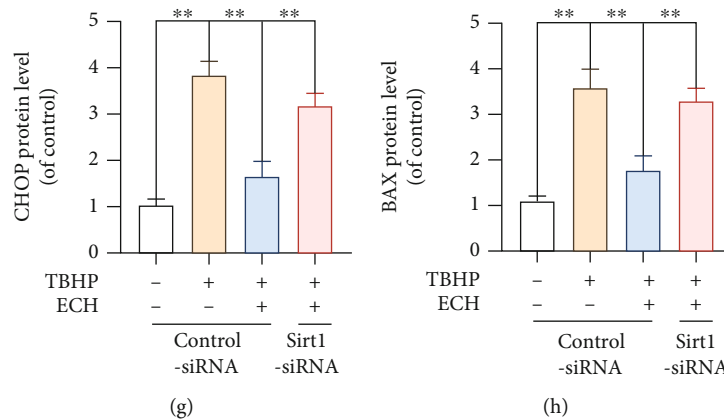 ** ** **
CHOP protein level
(of control)
5
4
3
2
1
0
TBHP – + + +
ECH – – + +
Control
-siRNA
Sirt1
-siRNA
(g)
** ** **
BAX protein level
(of control)
5
4
3
2
1
0
TBHP – + + +
ECH – – + +
Control
-siRNA
Sirt1
-siRNA
(h)